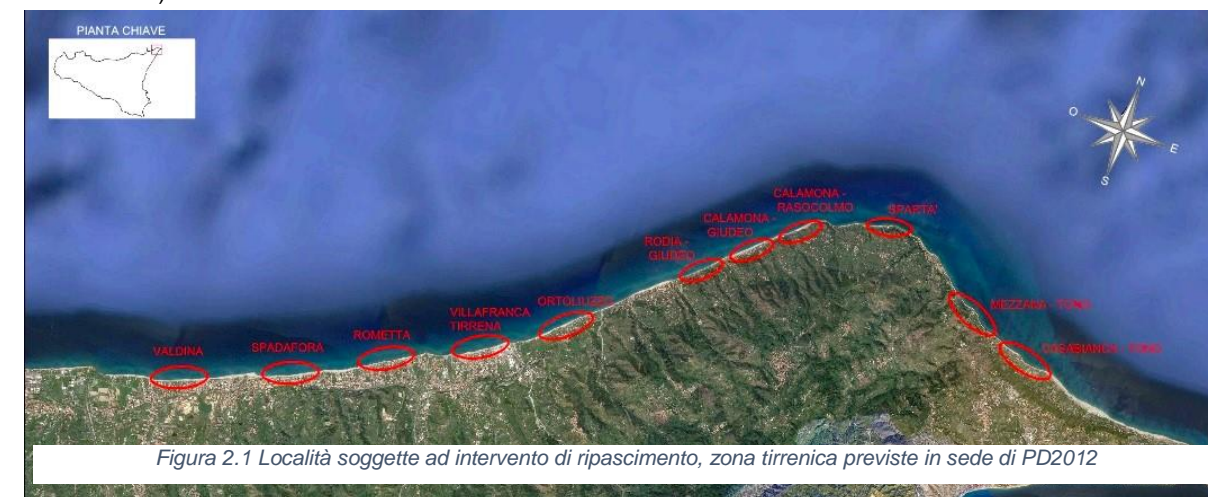 )
PIANTA CHIAVE
N
O
E
S
CALAMONA -
RASOCOLMO
SPARTA'
CALAMONA -
GIUDEO
RODIA -
GIUDEO
ORTOLIUZZO
MEZZANA - TONO
VILLAFRANCA
TIRRENA
ROMETTA
SPADAFORA
VALDINA
CASABIANCA - TONO
Figura 2.1 Località soggette ad intervento di ripascimento, zona tirrenica previste in sede di PD2012